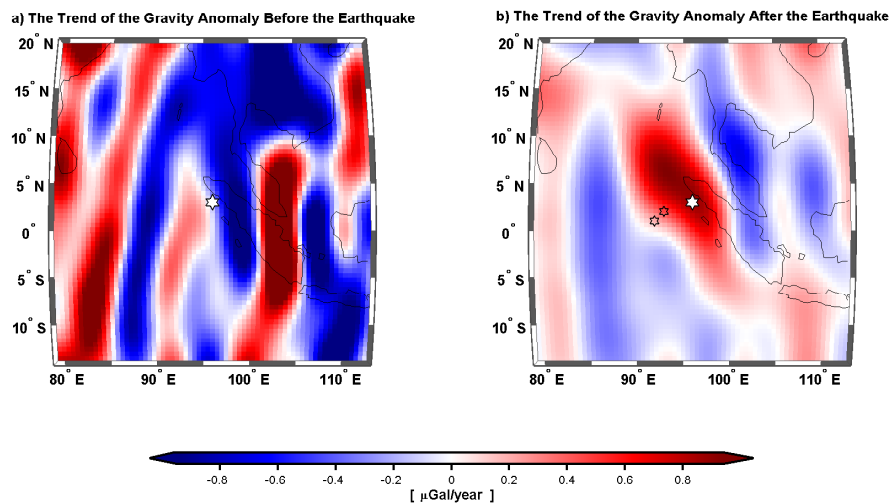 a) The Trend of the Gravity Anomaly Before the Earthquake
b) The Trend of the Gravity Anomaly After the Earthquake
20° N
15° N
10° N
5° N
0°
5° S
10° S
80° E
90° E
100° E
110° E
20° N
15° N
10° N
5° N
0°
5° S
10° S
80° E
90° E
100° E
110° E
-0.8 -0.6 -0.4 -0.2 0 0.2 0.4 0.6 0.8
[ μGal/year ]